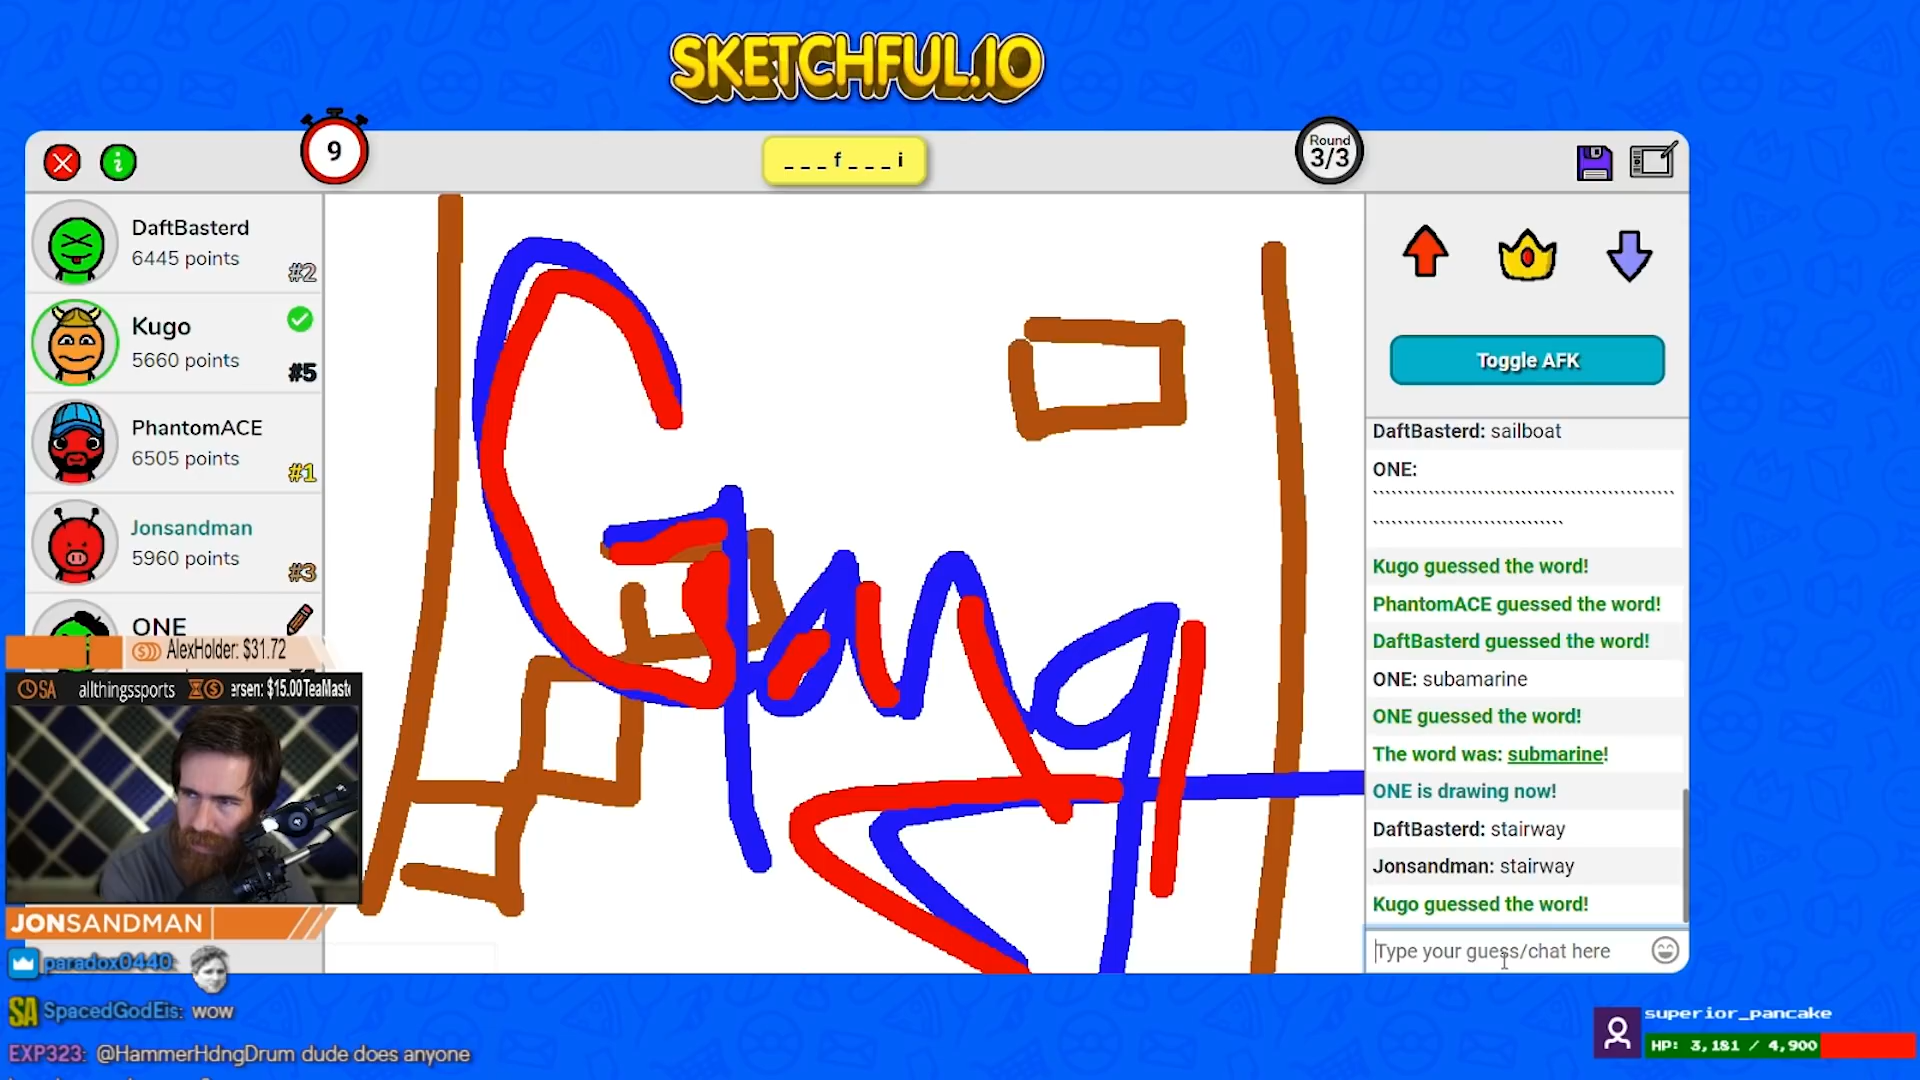 SKETCHFUL.IO
9
_ _ _ f _ _ _ i
Round
3/3
DaftBasterd
6445 points
#2
Kugo
5660 points
#5
PhantomACE
6505 points
#1
Jonsandman
5960 points
#3
ONE
Gang
Toggle AFK
DaftBasterd: sailboat
ONE:
Kugo guessed the word!
PhantomACE guessed the word!
DaftBasterd guessed the word!
ONE: subamarine
ONE guessed the word!
The word was: submarine!
ONE is drawing now!
DaftBasterd: stairway
Jonsandman: stairway
Kugo guessed the word!
Type your guess/chat here
AlexHolder: $31.72
SA allthingssports ersen: $15.00TeaMast
JONSANDMAN
paradox0440:
SA SpacedGodEis: wow
EXP323: @HammerHdngDrum dude does anyone
superior_pancake
HP: 3,181 / 4,900